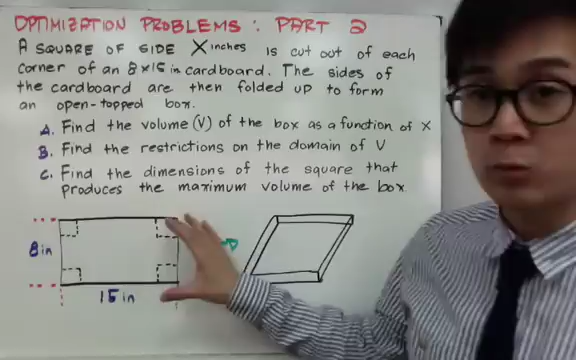 OPTIMIZATION PROBLEMS: PART 2
A SQUARE OF SIDE X inches is cut out of each
corner of an 8x15 in cardboard. The sides of
the cardboard are then folded up to form
an open-topped box.
A. Find the volume (V) of the box as a function of X
B. Find the restrictions on the domain of V
C. Find the dimensions of the square that
produces the maximum volume of the box.
8in
15 in